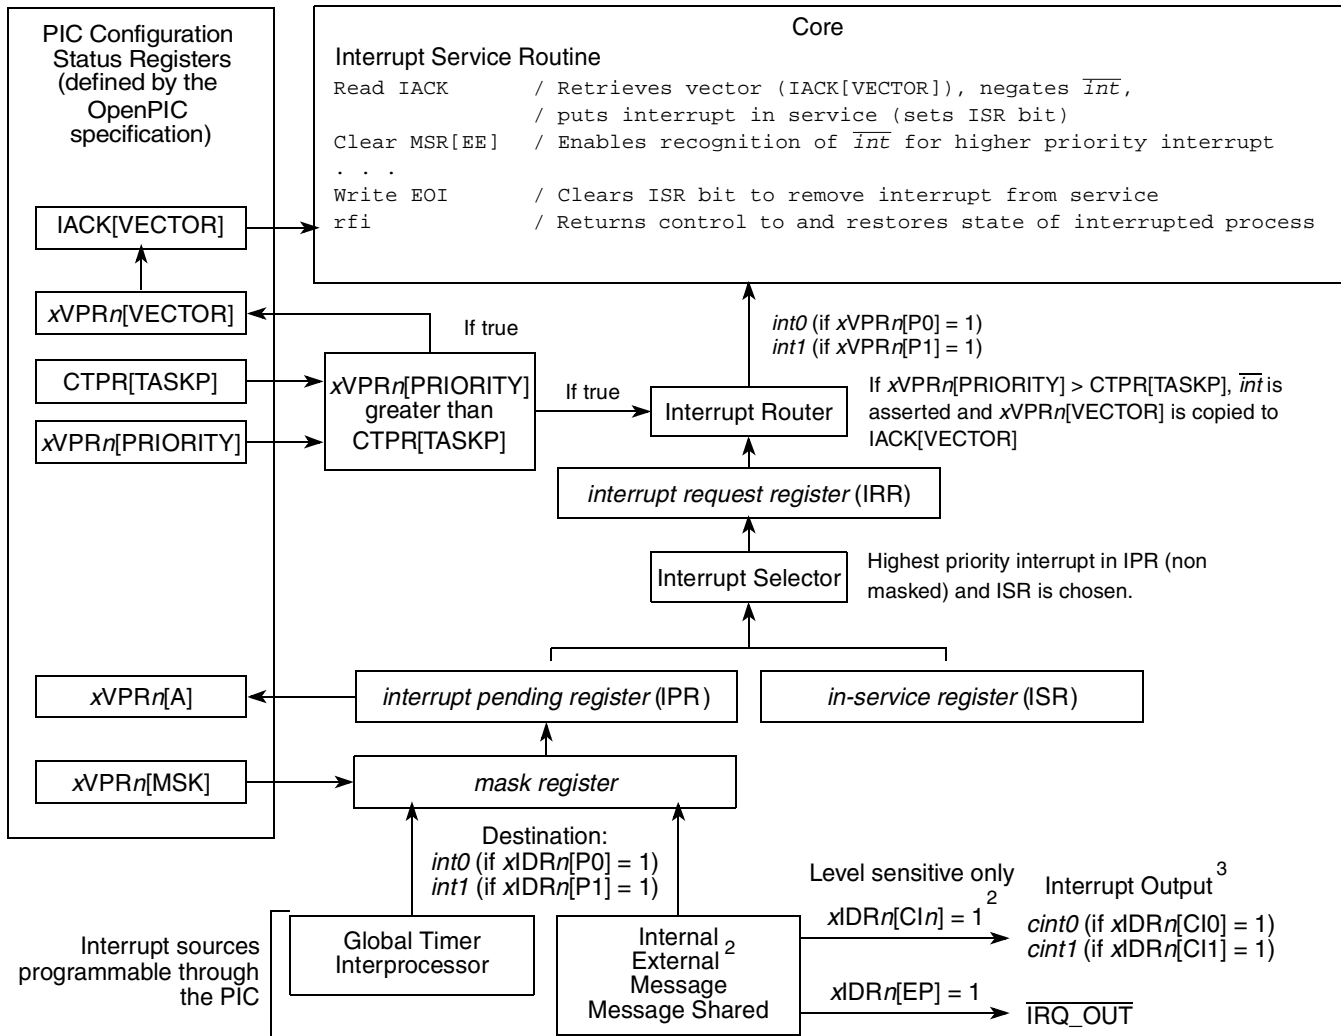 PIC Configuration
Status Registers
(defined by the
OpenPIC
specification)
IACK[VECTOR]
xVPRn[VECTOR]
CTPR[TASKP]
xVPRn[PRIORITY]
xVPRn[A]
xVPRn[MSK]
Core
Interrupt Service Routine
Read IACK / Retrieves vector (IACK[VECTOR]), negates int,
/ puts interrupt in service (sets ISR bit)
Clear MSR[EE] / Enables recognition of int for higher priority interrupt
. . .
Write EOI / Clears ISR bit to remove interrupt from service
rfi / Returns control to and restores state of interrupted process
If true
xVPRn[PRIORITY]
greater than
CTPR[TASKP]
If true
int0 (if xVPRn[P0] = 1)
int1 (if xVPRn[P1] = 1)
Interrupt Router
If xVPRn[PRIORITY] > CTPR[TASKP], int is
asserted and xVPRn[VECTOR] is copied to
IACK[VECTOR]
interrupt request register (IRR)
Interrupt Selector
Highest priority interrupt in IPR (non
masked) and ISR is chosen.
interrupt pending register (IPR)
in-service register (ISR)
mask register
Destination:
int0 (if xIDRn[P0] = 1)
int1 (if xIDRn[P1] = 1)
Interrupt sources
programmable through
the PIC
Global Timer
Interprocessor
Internal
External 2
Message
Message Shared
Level sensitive only
xIDRn[CIn] = 1 2
Interrupt Output 3
cint0 (if xIDRn[CI0] = 1)
cint1 (if xIDRn[CI1] = 1)
xIDRn[EP] = 1
IRQ_OUT